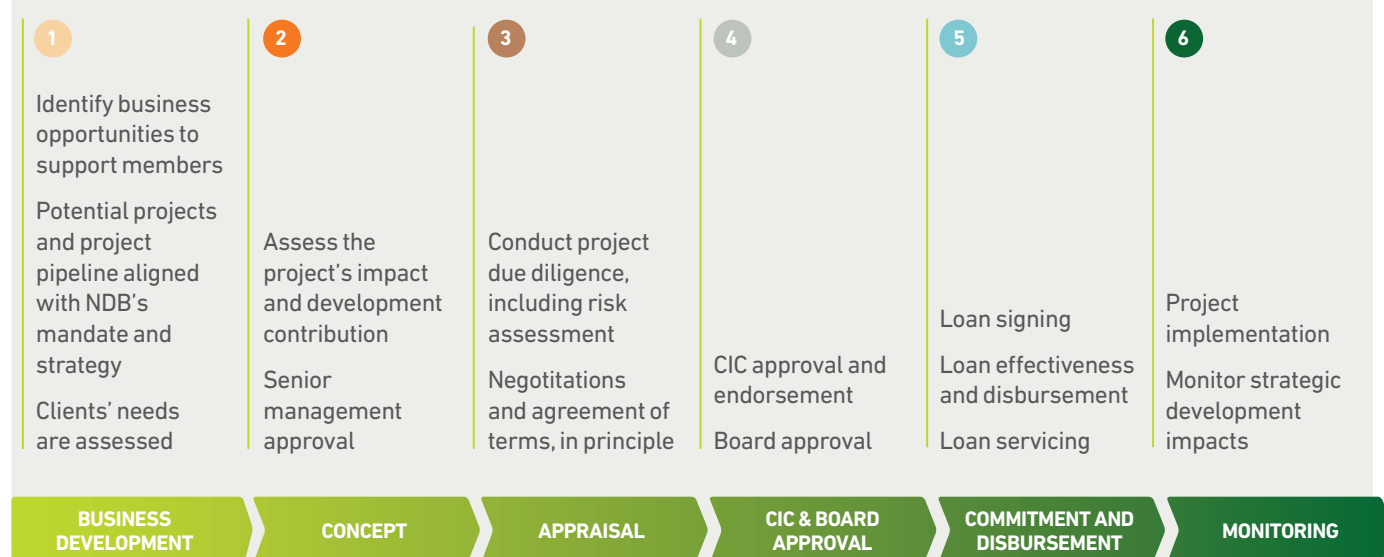 1
Identify business
opportunities to
support members
Potential projects
and project
pipeline aligned
with NDB's
mandate and
strategy
Clients' needs
are assessed
2
Assess the
project's impact
and development
contribution
Senior
management
approval
3
Conduct project
due diligence,
including risk
assessment
Negotitations
and agreement of
terms, in principle
4
CIC approval and
endorsement
Board approval
5
Loan signing
Loan effectiveness
and disbursement
Loan servicing
6
Project
implementation
Monitor strategic
development
impacts
BUSINESS
DEVELOPMENT
CONCEPT
APPRAISAL
CIC & BOARD
APPROVAL
COMMITMENT AND
DISBURSEMENT
MONITORING